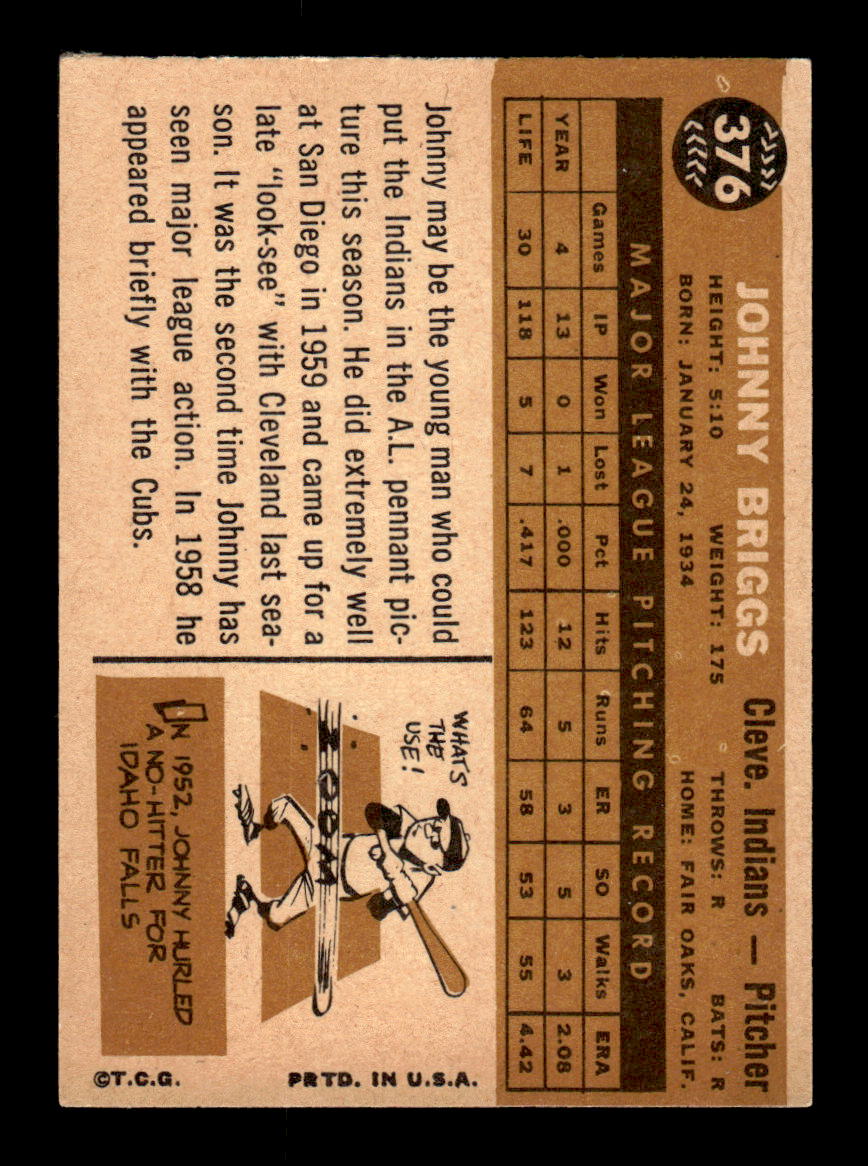 376
JOHNNY BRIGGS Cleve. Indians — Pitcher
HEIGHT: 5:10 WEIGHT: 175 THROWS: R BATS: R
BORN: JANUARY 24, 1934 HOME: FAIR OAKS, CALIF.
MAJOR LEAGUE PITCHING RECORD
Games IP Won Lost Pct Hits Runs ER SO Walks ERA
YEAR 4 13 0 1 .000 12 5 3 5 3 2.08
LIFE 30 118 5 7 .417 123 64 58 53 55 4.42
Johnny may be the young man who could
put the Indians in the A.L. pennant pic-
ture this season. He did extremely well
at San Diego in 1959 and came up for a
late "look-see" with Cleveland last sea-
son. It was the second time Johnny has
seen major league action. In 1958 he
appeared briefly with the Cubs.
WHAT'S
THE
USE!
ZOOM
IN 1952, JOHNNY HURLED
A NO-HITTER FOR
IDAHO FALLS
©T.C.G. PRTD. IN U.S.A.